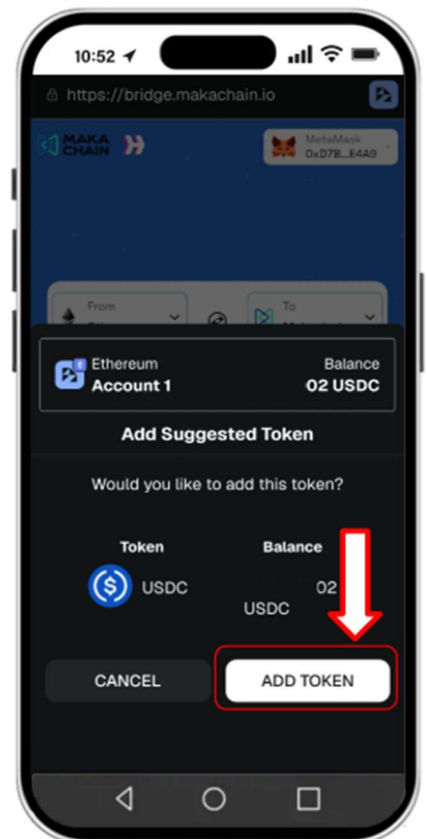 10:52
https://bridge.makachain.io
MAKA
CHAIN
MetaMask
0xD7B...E4A9
From
To
Ethereum
Balance
Account 1
02 USDC
Add Suggested Token
Would you like to add this token?
Token
Balance
USDC
02
USDC
CANCEL
ADD TOKEN